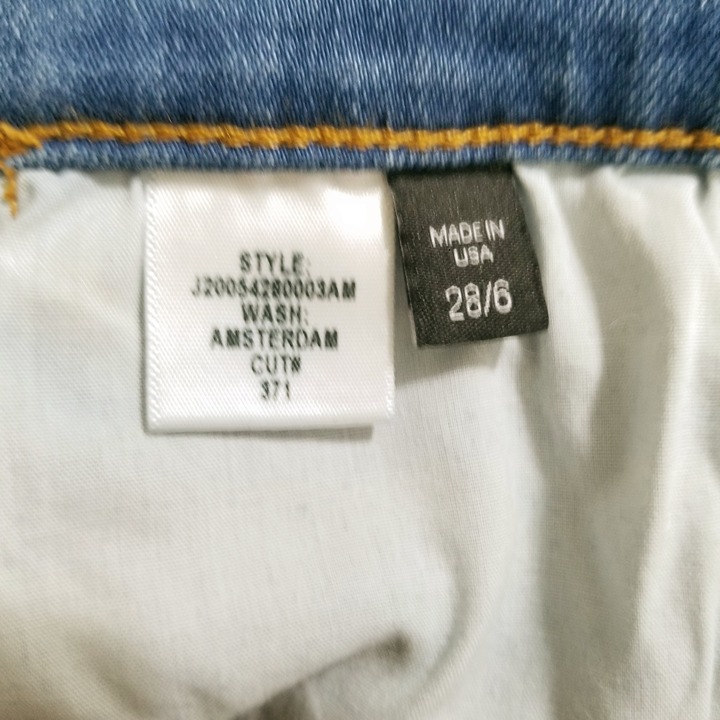 STYLE:
J20054280003AM
WASH:
AMSTERDAM
CUT#
371
MADE IN
USA
28/6